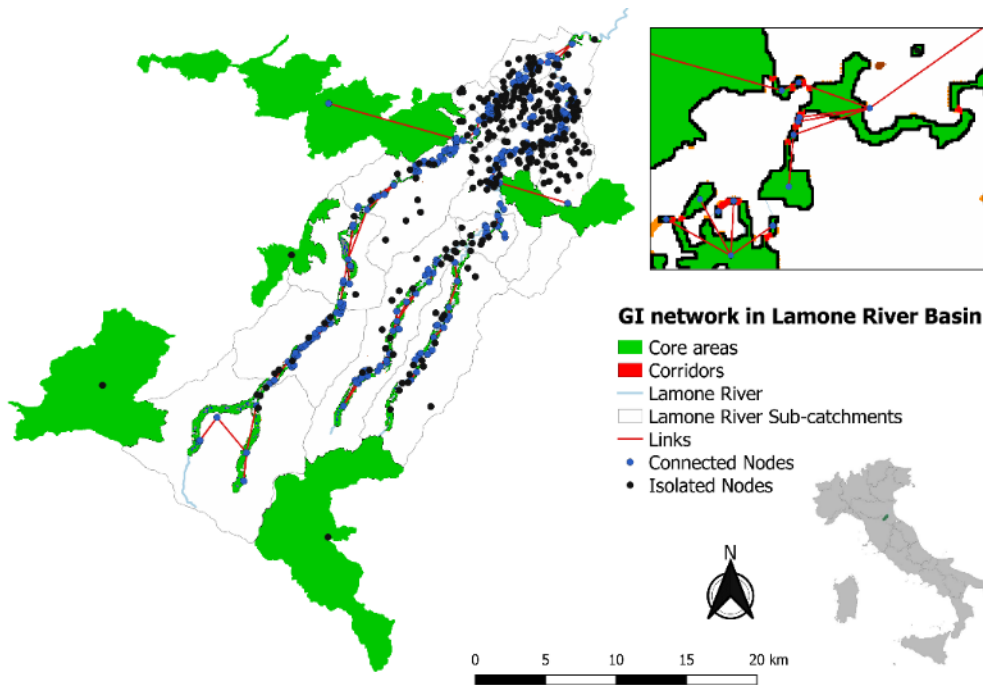 GI network in Lamone River Basin
Core areas
Corridors
Lamone River
Lamone River Sub-catchments
Links
Connected Nodes
Isolated Nodes
N
0 5 10 15 20 km